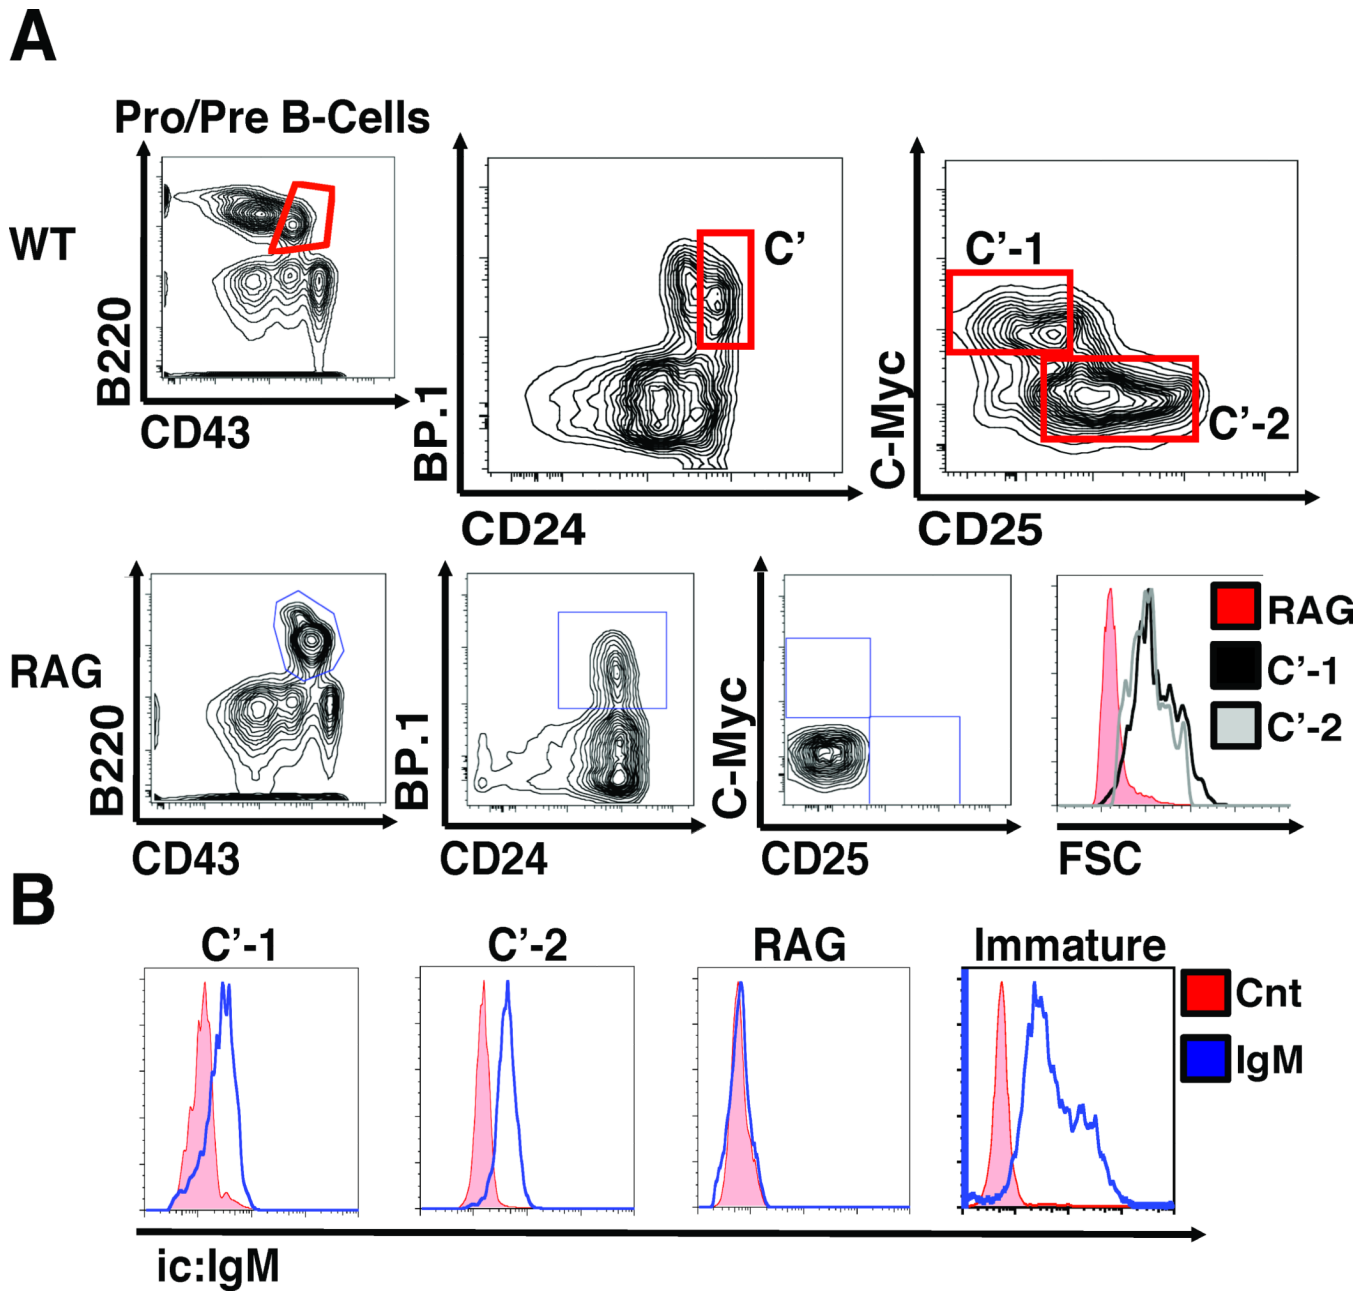 A
Pro/Pre B-Cells
WT
B220
CD43
BP.1
CD24
C'
C-Myc
CD25
C'-1
C'-2
RAG
B220
CD43
BP.1
CD24
C-Myc
CD25
FSC
RAG
C'-1
C'-2
B
C'-1
C'-2
RAG
Immature
Cnt
IgM
ic:IgM